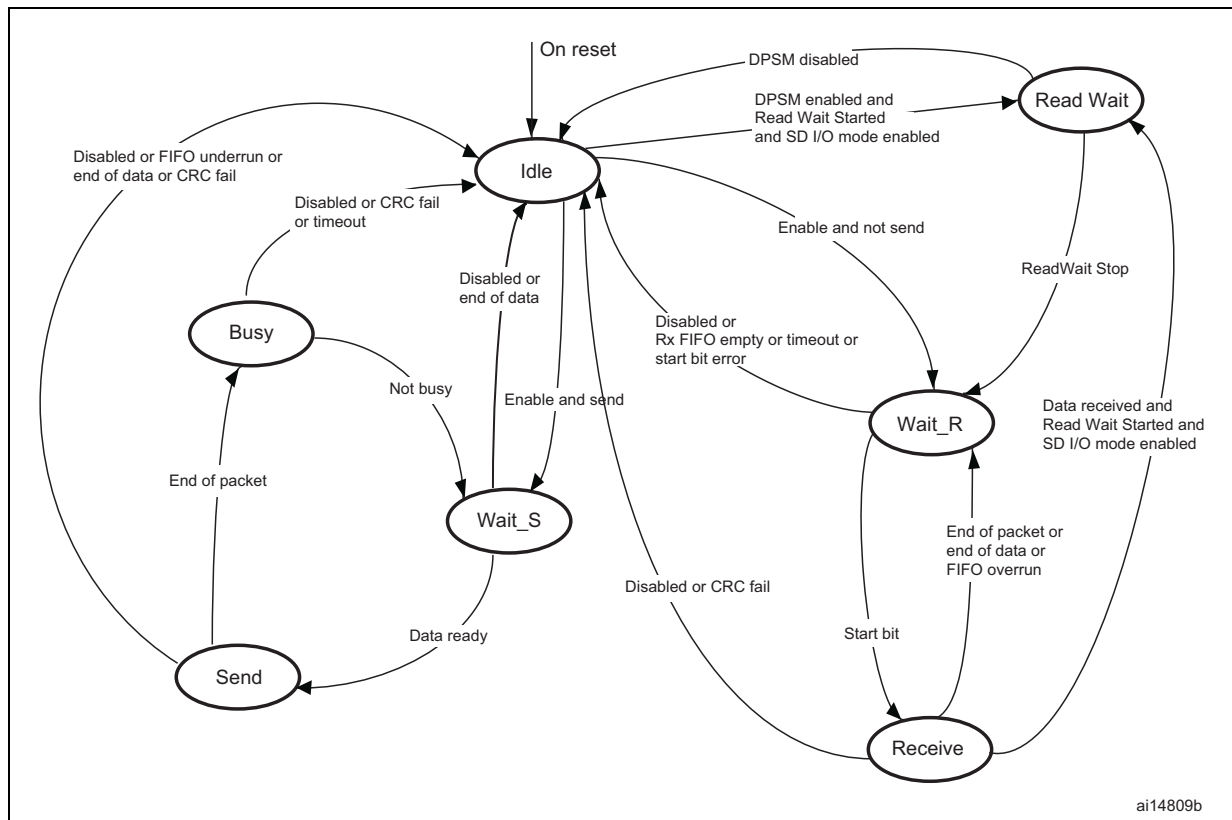 On reset
DPSM disabled
Read Wait
DPSM enabled and
Read Wait Started
and SD I/O mode enabled
Disabled or FIFO underrun or
end of data or CRC fail
Idle
Disabled or CRC fail
or timeout
Enable and not send
ReadWait Stop
Disabled or
end of data
Disabled or
Rx FIFO empty or timeout or
start bit error
Busy
Not busy
Enable and send
Wait_R
Data received and
Read Wait Started and
SD I/O mode enabled
End of packet
Wait_S
End of packet or
end of data or
FIFO overrun
Disabled or CRC fail
Data ready
Start bit
Send
Receive
ai14809b